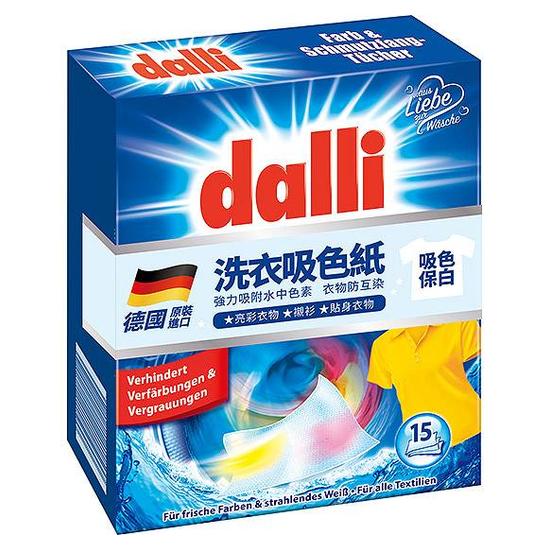 dalli
Farb &
Schmutzfang-
Tücher
aus
Liebe
zur
Wäsche
dalli
洗衣吸色紙
強力吸附水中色素 衣物防互染
★亮彩衣物 ★襯衫 ★貼身衣物
吸色
保白
德國 原裝
進口
Verhindert
Verfärbungen &
Vergrauungen
15
Für frische Farben & strahlendes Weiß • Für alle Textilien